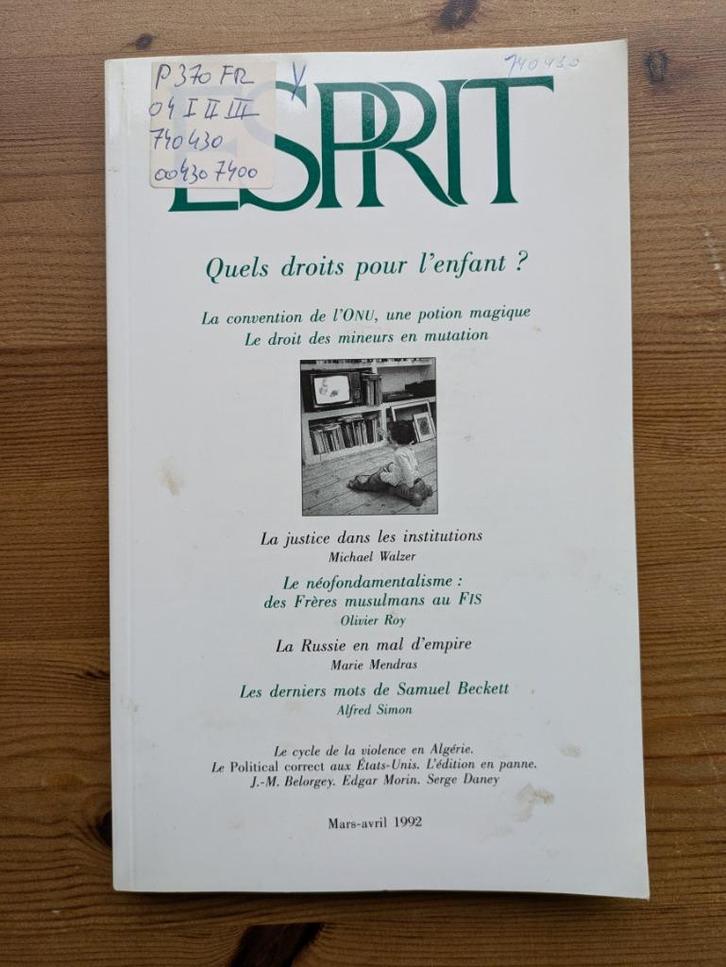 P 370 FR
04 I II III
740430
00430 7400
740430
ESPRIT
Quels droits pour l'enfant ?
La convention de l'ONU, une potion magique
Le droit des mineurs en mutation
La justice dans les institutions
Michael Walzer
Le néofondamentalisme :
des Frères musulmans au FIS
Olivier Roy
La Russie en mal d'empire
Marie Mendras
Les derniers mots de Samuel Beckett
Alfred Simon
Le cycle de la violence en Algérie.
Le Political correct aux États-Unis. L'édition en panne.
J.-M. Belorgey. Edgar Morin. Serge Daney
Mars-avril 1992